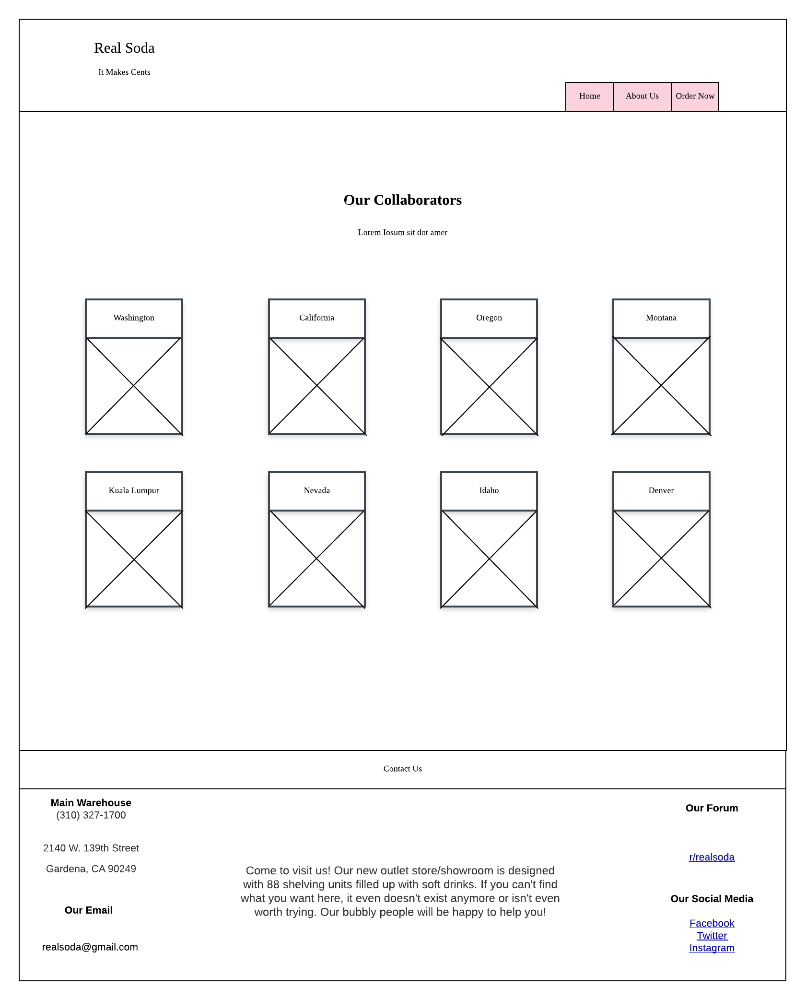 Real Soda
It Makes Cents
Home
About Us
Order Now
Our Collaborators
Lorem Iosum sit dot amer
Washington
California
Oregon
Montana
Kuala Lumpur
Nevada
Idaho
Denver
Contact Us
Main Warehouse
(310) 327-1700
2140 W. 139th Street
Gardena, CA 90249
Our Email
realsoda@gmail.com
Come to visit us! Our new outlet store/showroom is designed
with 88 shelving units filled up with soft drinks. If you can't find
what you want here, it even doesn't exist anymore or isn't even
worth trying. Our bubbly people will be happy to help you!
Our Forum
r/realsoda
Our Social Media
Facebook
Twitter
Instagram